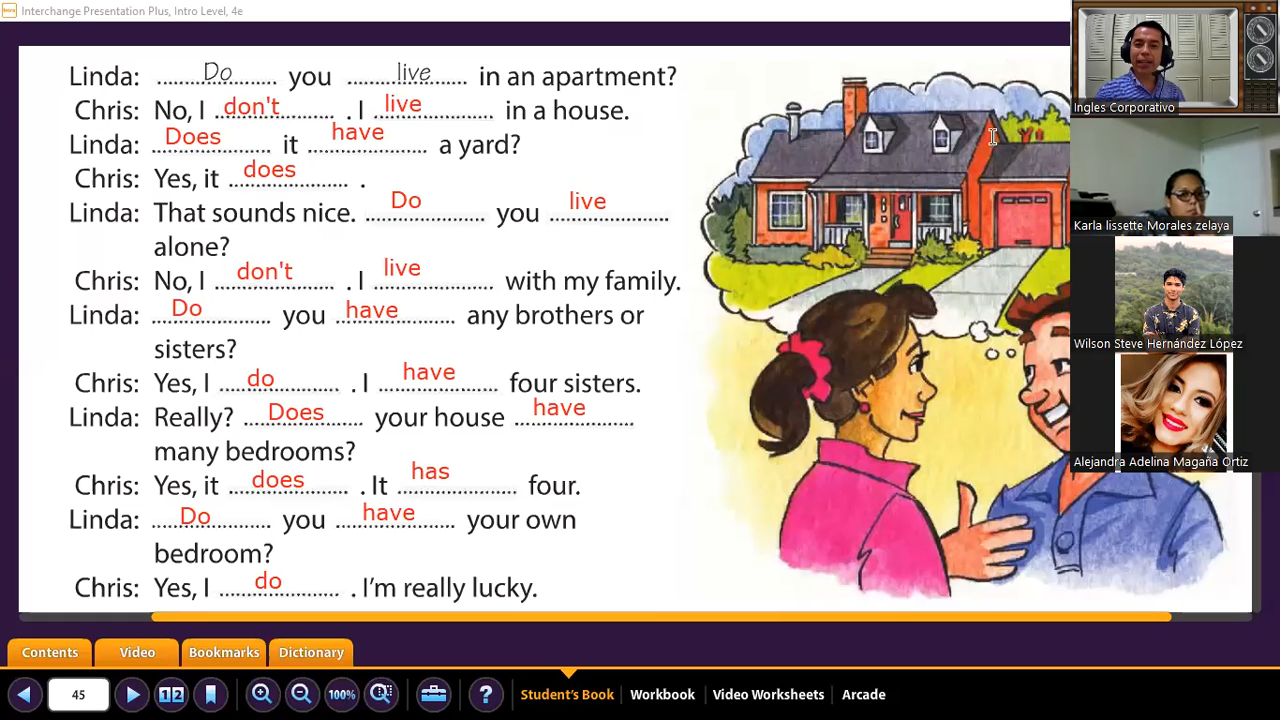 Interchange Presentation Plus, Intro Level, 4e
Linda: Do you live in an apartment?
Chris: No, I don't . I live in a house.
Linda: Does it have a yard?
Chris: Yes, it does .
Linda: That sounds nice. Do you live
alone?
Chris: No, I don't . I live with my family.
Linda: Do you have any brothers or
sisters?
Chris: Yes, I do . I have four sisters.
Linda: Really? Does your house have
many bedrooms?
Chris: Yes, it does . It has four.
Linda: Do you have your own
bedroom?
Chris: Yes, I do . I'm really lucky.
Ingles Corporativo
Karla lissette Morales zelaya
Wilson Steve Hernández López
Alejandra Adelina Magaña Ortiz
Contents Video Bookmarks Dictionary
45 1 2 100% ? Student's Book Workbook Video Worksheets Arcade